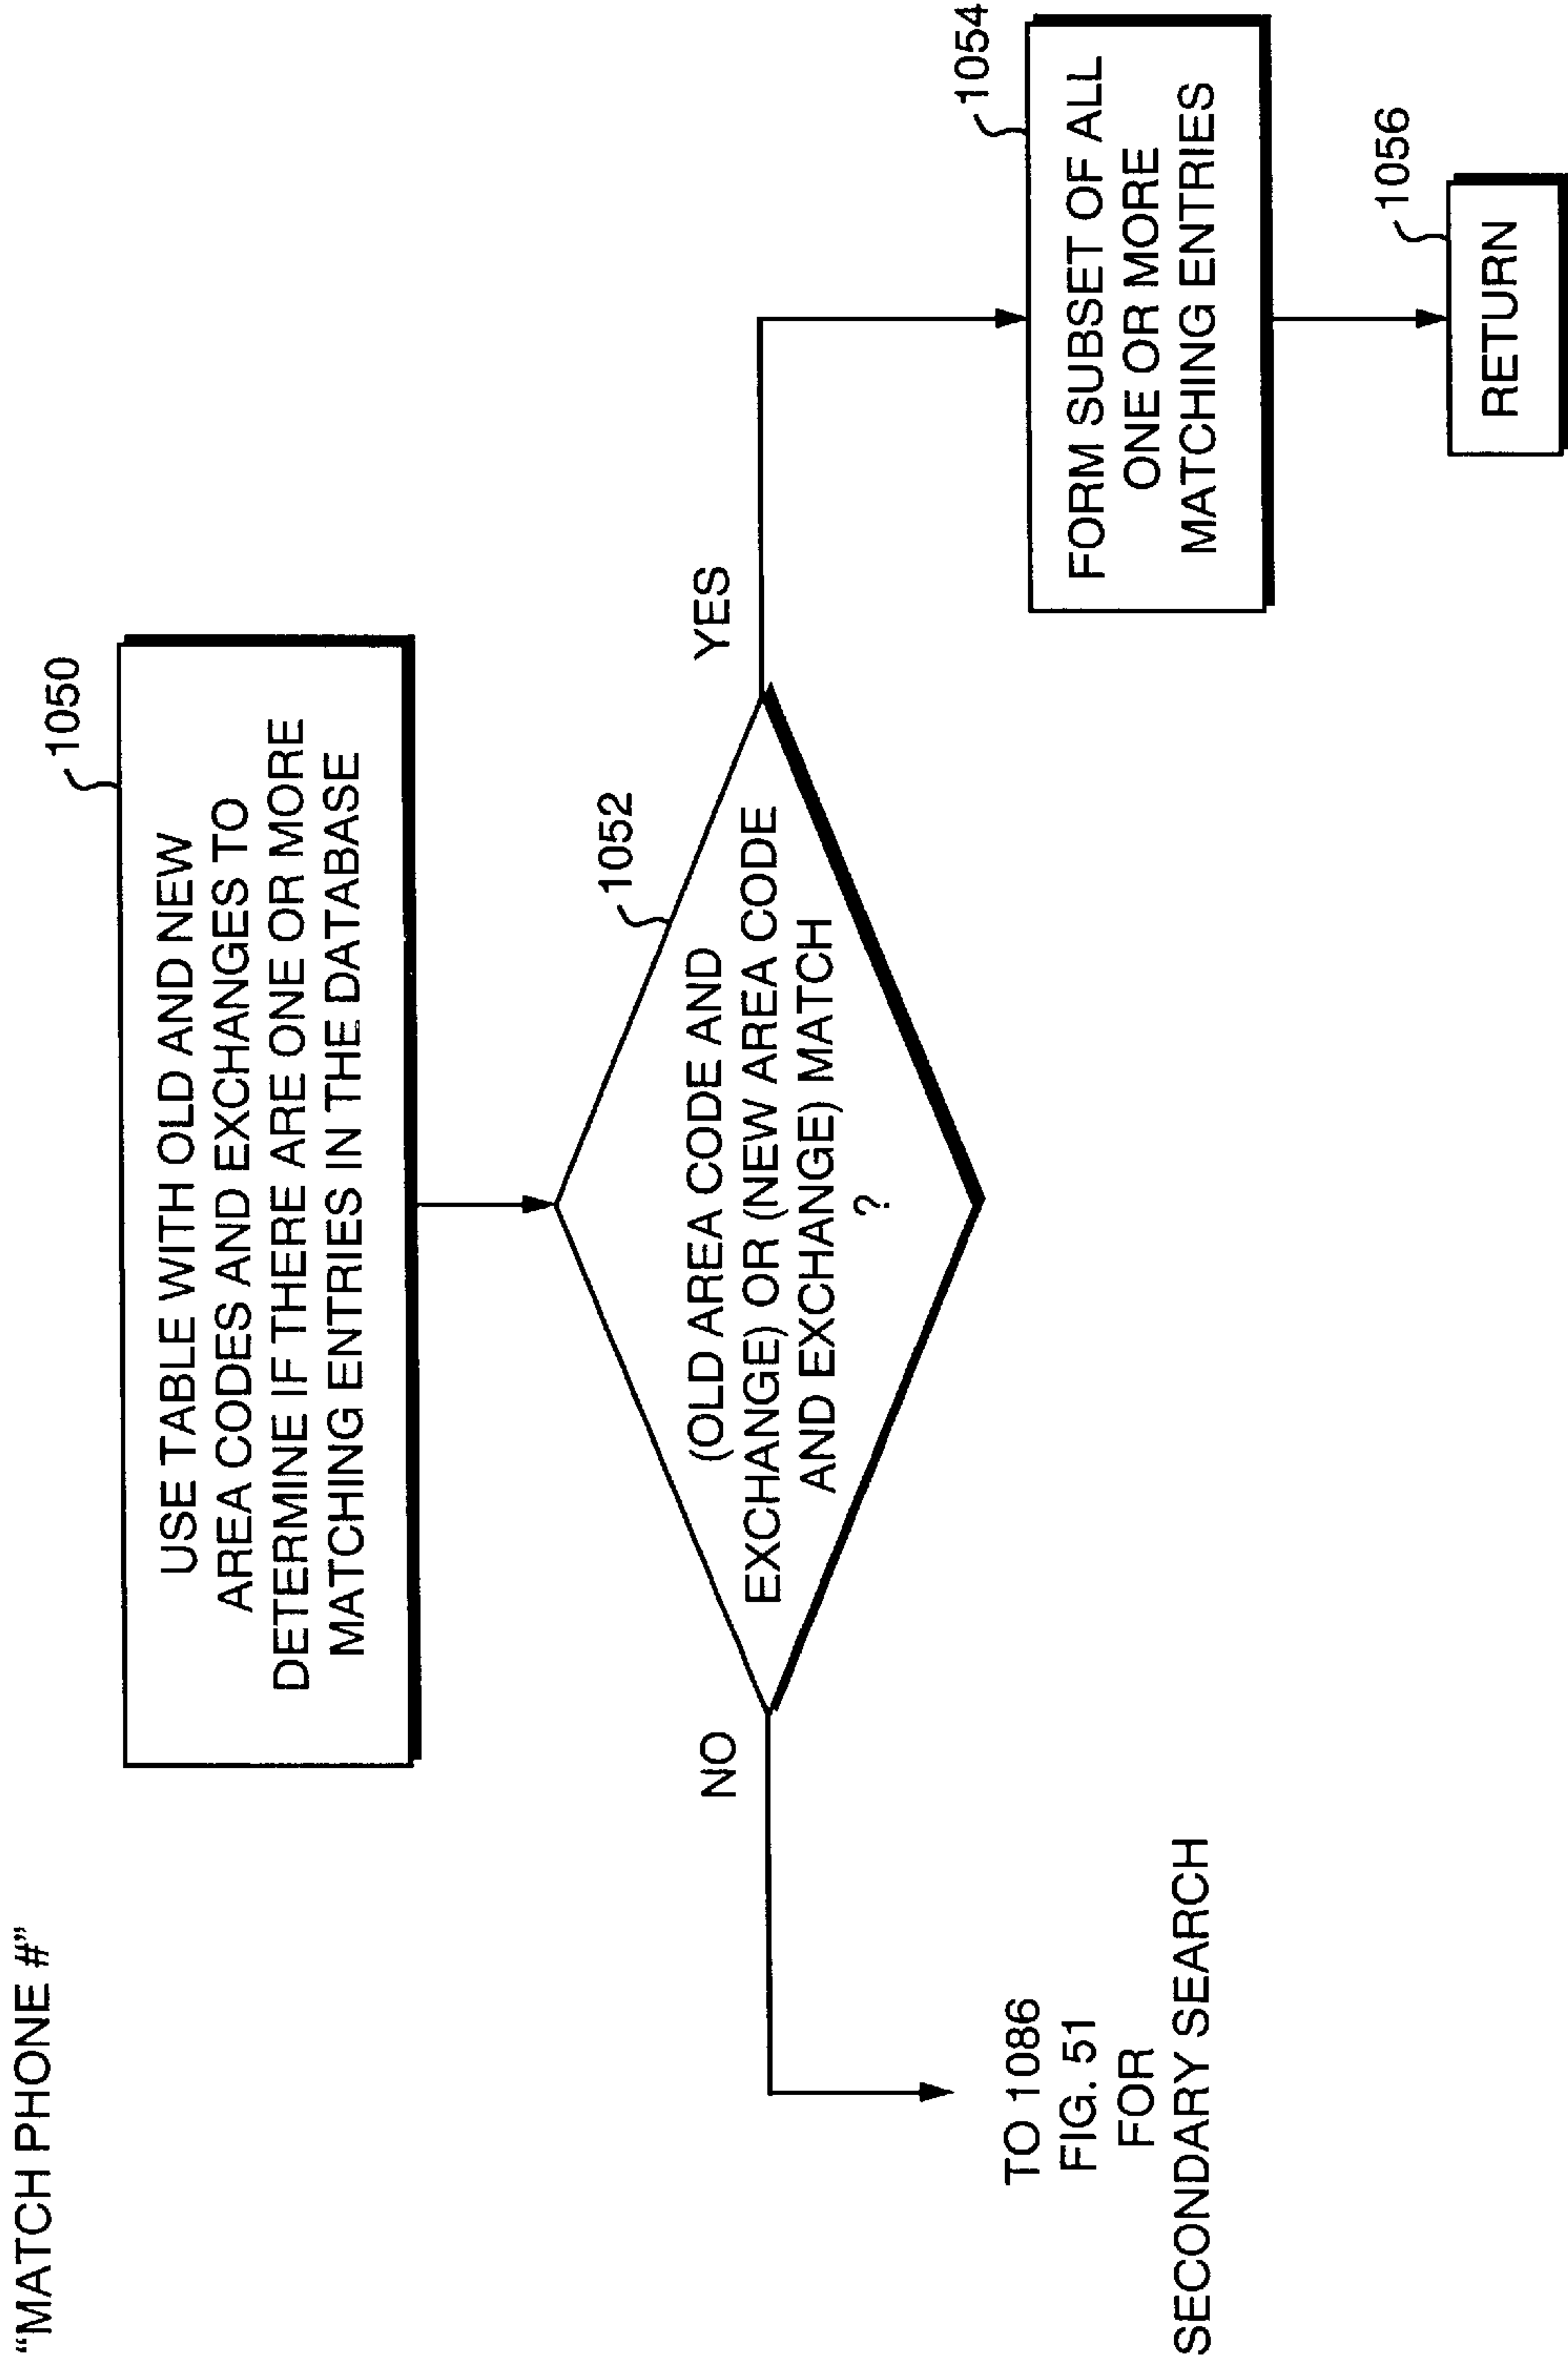 “MATCH PHONE #”
1050
USE TABLE WITH OLD AND NEW
AREA CODES AND EXCHANGES TO
DETERMINE IF THERE ARE ONE OR MORE
MATCHING ENTRIES IN THE DATABASE
1052
(OLD AREA CODE AND
EXCHANGE) OR (NEW AREA CODE
AND EXCHANGE) MATCH
?
NO
YES
TO 1086
FIG. 51
FOR
SECONDARY SEARCH
1054
FORM SUBSET OF ALL
ONE OR MORE
MATCHING ENTRIES
1056
RETURN